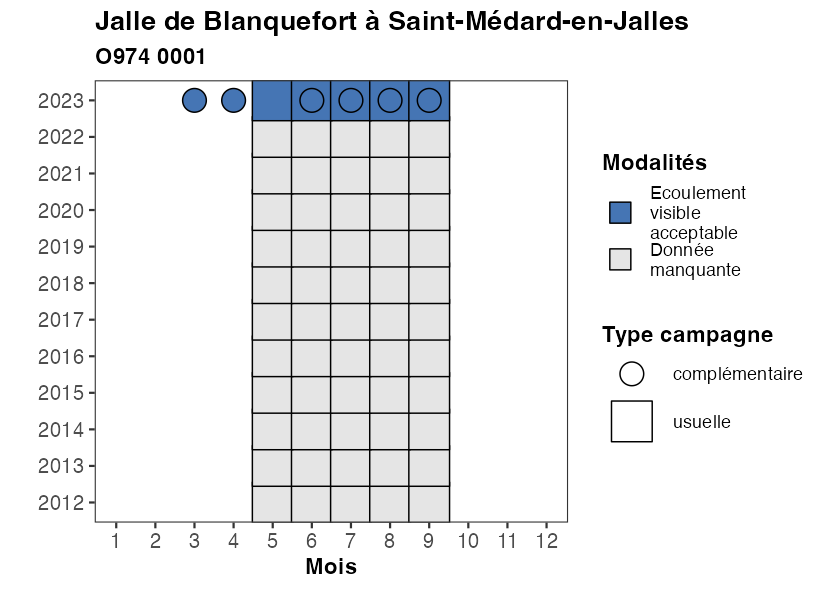 Jalle de Blanquefort à Saint-Médard-en-Jalles
O974 0001
2023
2022
2021
2020
2019
2018
2017
2016
2015
2014
2013
2012
1 2 3 4 5 6 7 8 9 10 11 12
Mois
Modalités
Ecoulement
visible
acceptable
Donnée
manquante
Type campagne
complémentaire
usuelle